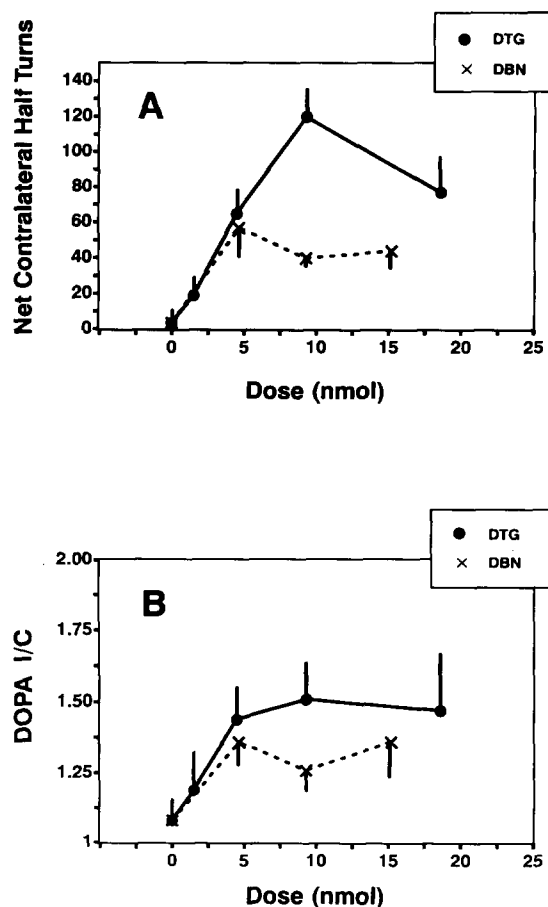 DTG
DBN
A
Net Contralateral Half Turns
140
120
100
80
60
40
20
0
0 5 10 15 20 25
Dose (nmol)
DTG
DBN
B
DOPA I/C
2.00
1.75
1.50
1.25
1
0 5 10 15 20 25
Dose (nmol)